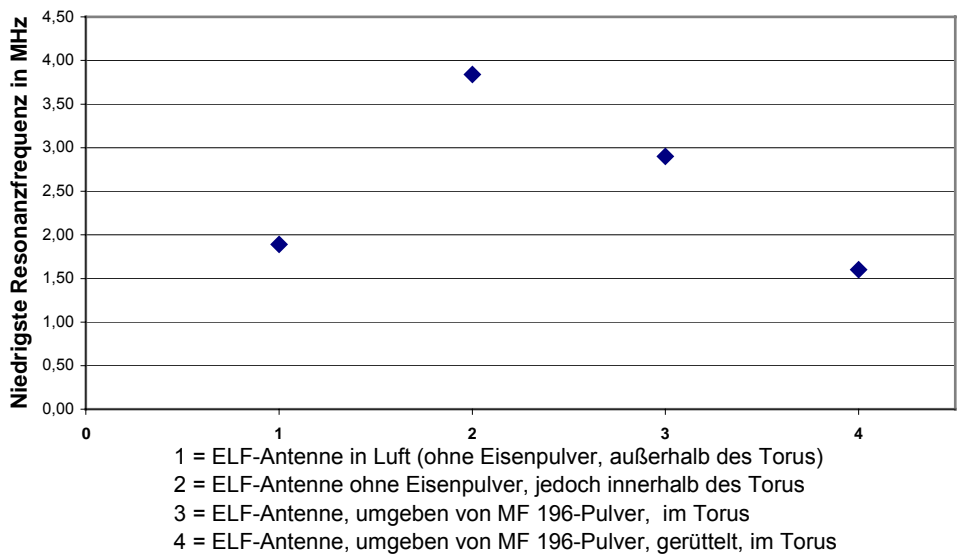 Niedrigste Resonanzfrequenz in MHz
4,50
4,00
3,50
3,00
2,50
2,00
1,50
1,00
0,50
0,00
0 1 2 3 4
1 = ELF-Antenne in Luft (ohne Eisenpulver, außerhalb des Torus)
2 = ELF-Antenne ohne Eisenpulver, jedoch innerhalb des Torus
3 = ELF-Antenne, umgeben von MF 196-Pulver, im Torus
4 = ELF-Antenne, umgeben von MF 196-Pulver, gerüttelt, im Torus